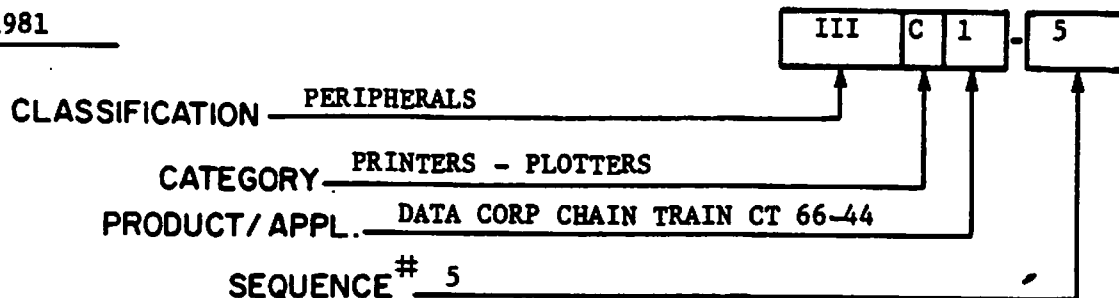 981
III C 1 - 5
CLASSIFICATION PERIPHERALS
CATEGORY PRINTERS - PLOTTERS
PRODUCT/APPL. DATA CORP CHAIN TRAIN CT 66-44
SEQUENCE # 5